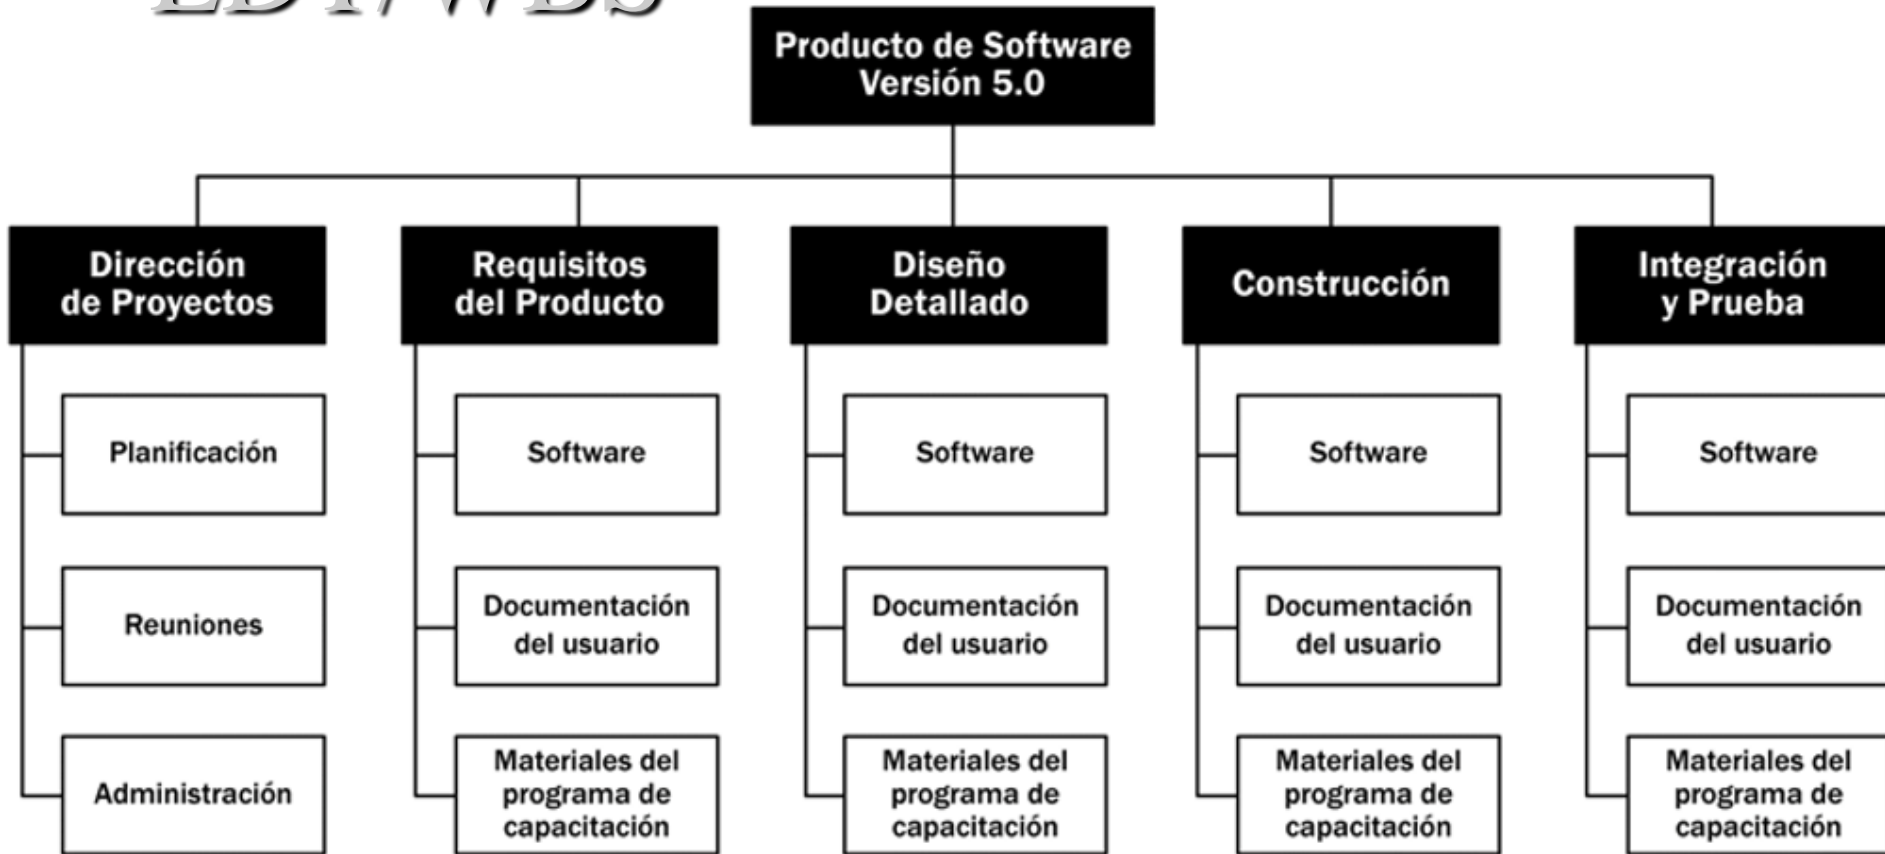 EDT/WBS
Producto de Software
Versión 5.0
Dirección
de Proyectos
Requisitos
del Producto
Diseño
Detallado
Construcción
Integración
y Prueba
Planificación
Software
Software
Software
Software
Reuniones
Documentación
del usuario
Documentación
del usuario
Documentación
del usuario
Documentación
del usuario
Administración
Materiales del
programa de
capacitación
Materiales del
programa de
capacitación
Materiales del
programa de
capacitación
Materiales del
programa de
capacitación